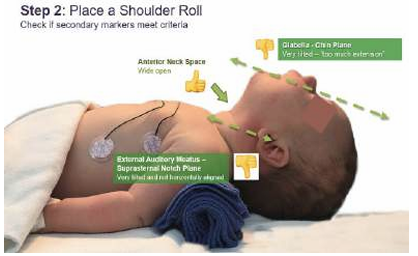 Step 2: Place a Shoulder Roll
Check if secondary markers meet criteria
Glabella - Chin Plane
Very tilted – "too much extension"
Anterior Neck Space
Wide open
External Auditory Meatus –
Suprasternal Notch Plane
Very tilted and not horizontally aligned